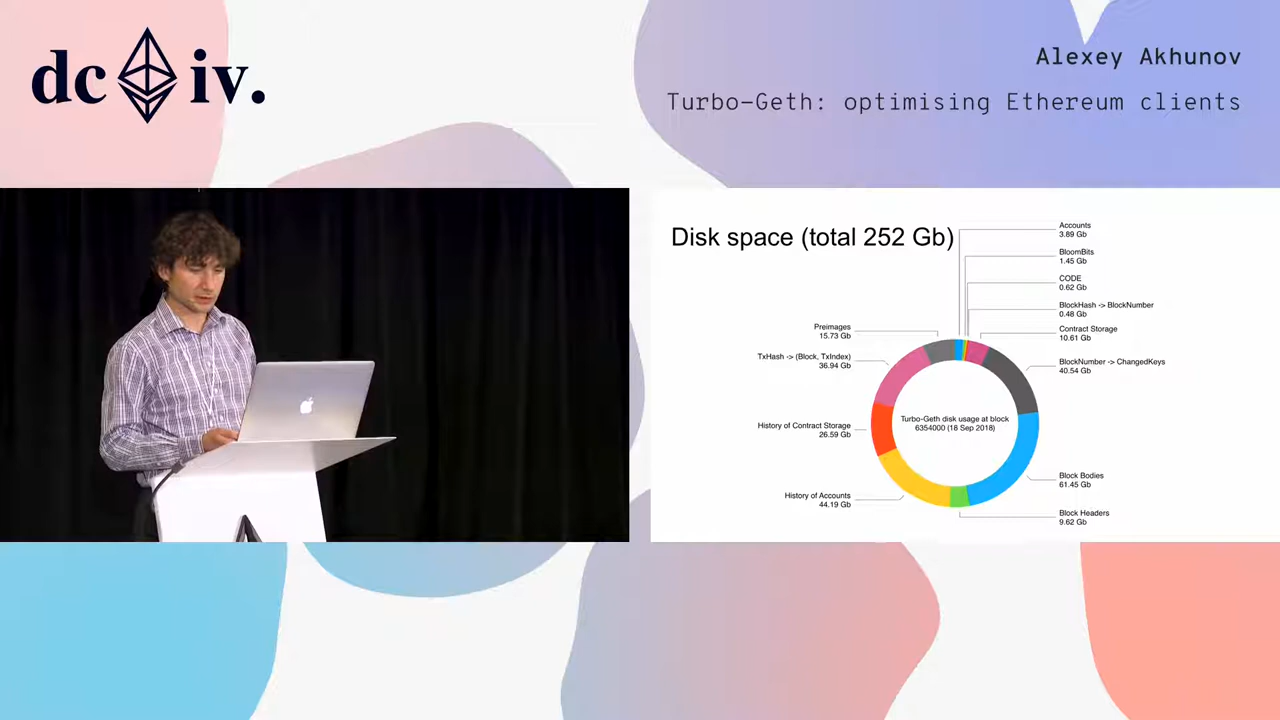 dc iv.
Alexey Akhunov
Turbo-Geth: optimising Ethereum clients
Disk space (total 252 Gb)
Accounts
3.89 Gb
BloomBits
1.45 Gb
CODE
0.62 Gb
BlockHash -> BlockNumber
0.48 Gb
Contract Storage
10.61 Gb
BlockNumber -> ChangedKeys
40.54 Gb
Block Bodies
61.45 Gb
Block Headers
9.62 Gb
History of Accounts
44.19 Gb
History of Contract Storage
26.59 Gb
TxHash -> (Block, TxIndex)
36.94 Gb
Preimages
15.73 Gb
Turbo-Geth disk usage at block
6354000 (18 Sep 2018)